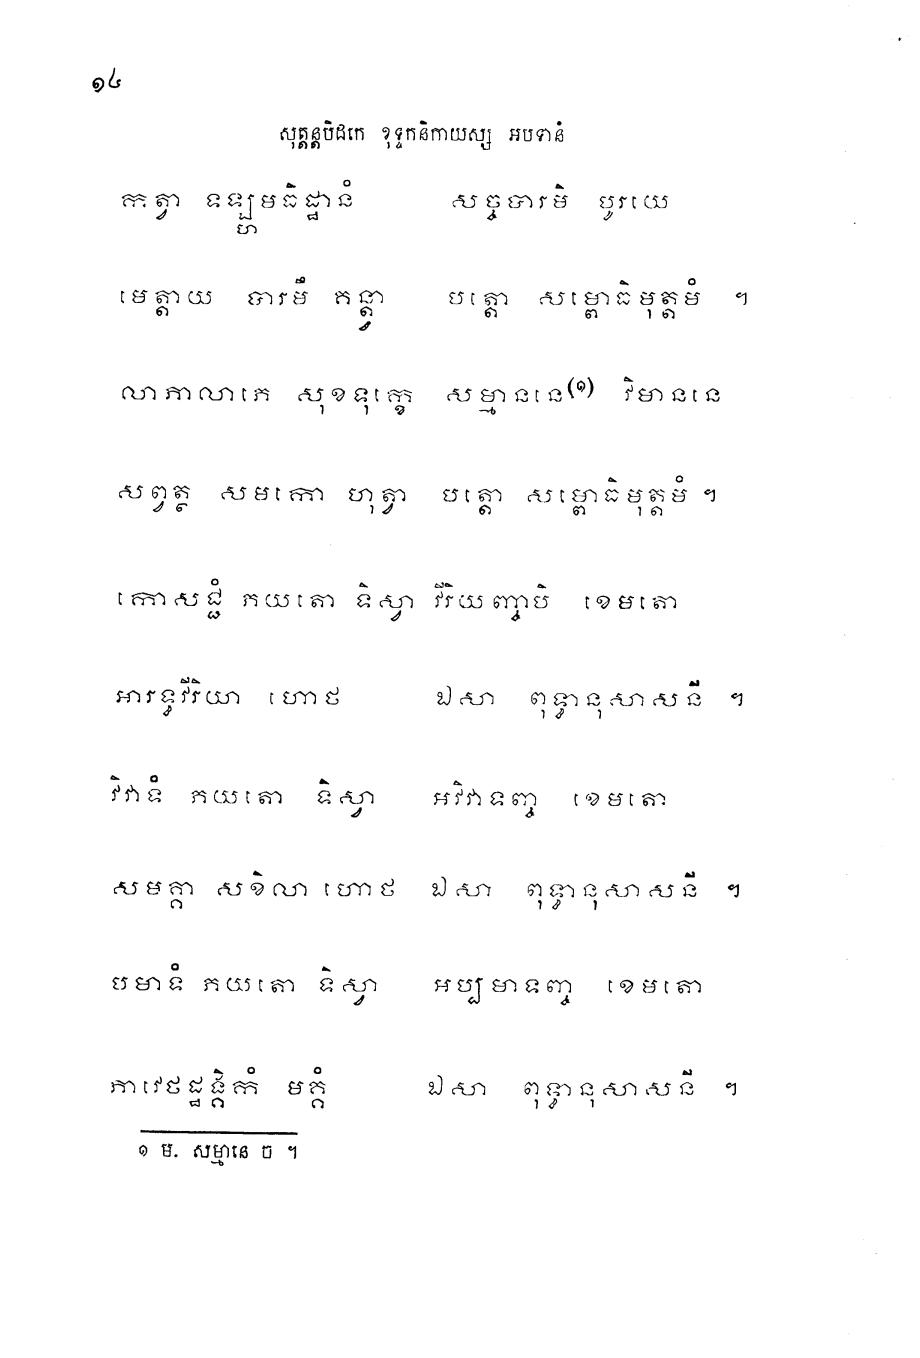 ១៤
សុត្តន្តបិដកេ ខុទ្ទកនិកាយស្ស អបទានំ
កត្វា ទឡ្ហមធិដ្ឋានំ សច្ចបារមិ បូរយេ
មេត្តាយ បារមឹ គន្ត្វា បត្តោ សម្ពោធិមុត្តមំ ។
លាភាលាភេ សុខទុក្ខេ សម្មាននេ(១) វិមាននេ
សព្វត្ថ សមកោ ហុត្វា បត្តោ សម្ពោធិមុត្តមំ ។
កោសជ្ជំ ភយតោ ទិស្វា វីរិយញ្ចាបិ ខេមតោ
អារទ្ធវីរិយា ហោថ ឯសា ពុទ្ធានុសាសនី ។
វិវាទំ ភយតោ ទិស្វា អវិវាទញ្ច ខេមតោ
សមគ្គា សខិលា ហោថ ឯសា ពុទ្ធានុសាសនី ។
បមាទំ ភយតោ ទិស្វា អប្បមាទញ្ច ខេមតោ
ភាវេថដ្ឋង្គិកំ មគ្គំ ឯសា ពុទ្ធានុសាសនី ។
១ ម. សម្មានេ ច ។